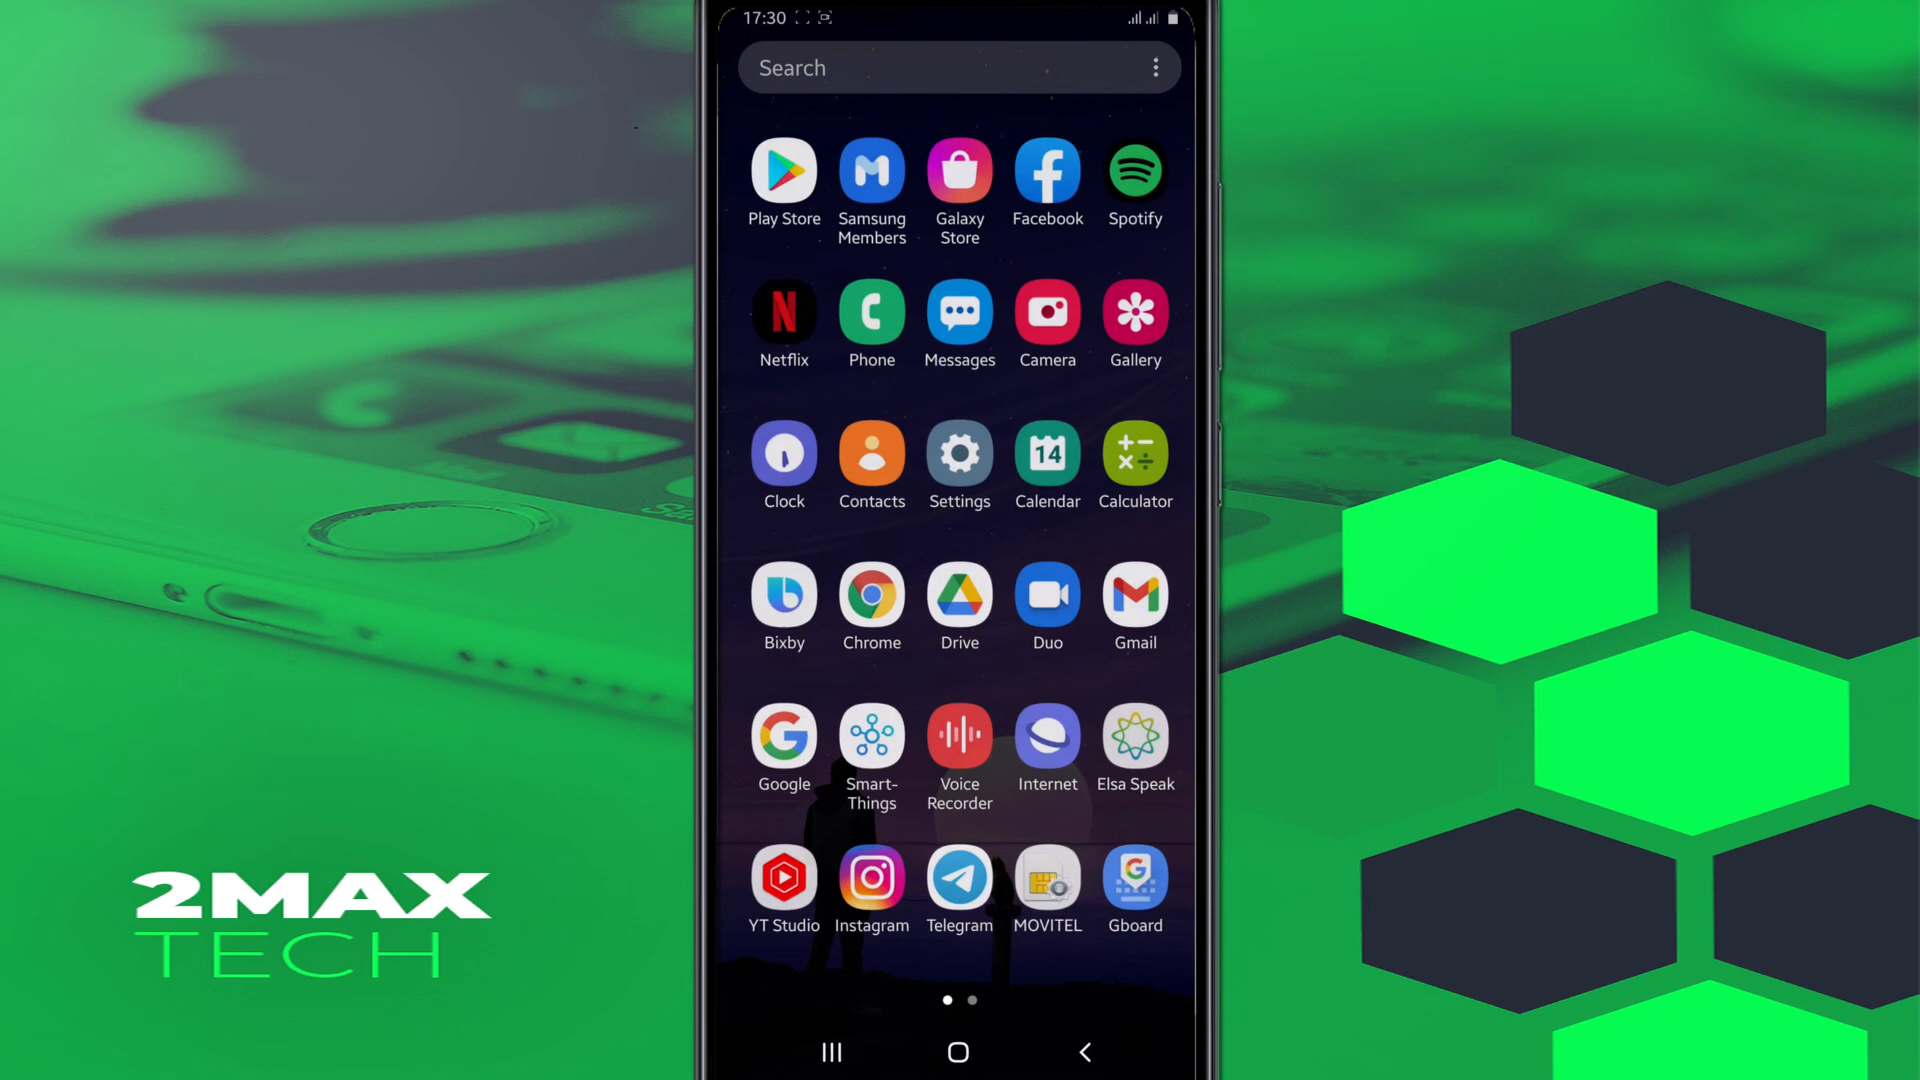 17:30
Search
Play Store
Samsung
Members
Galaxy
Store
Facebook
Spotify
Netflix
Phone
Messages
Camera
Gallery
14
Clock
Contacts
Settings
Calendar
Calculator
Bixby
Chrome
Drive
Duo
Gmail
Google
Smart-
Things
Voice
Recorder
Internet
Elsa Speak
YT Studio
Instagram
Telegram
MOVITEL
Gboard
2MAX
TECH